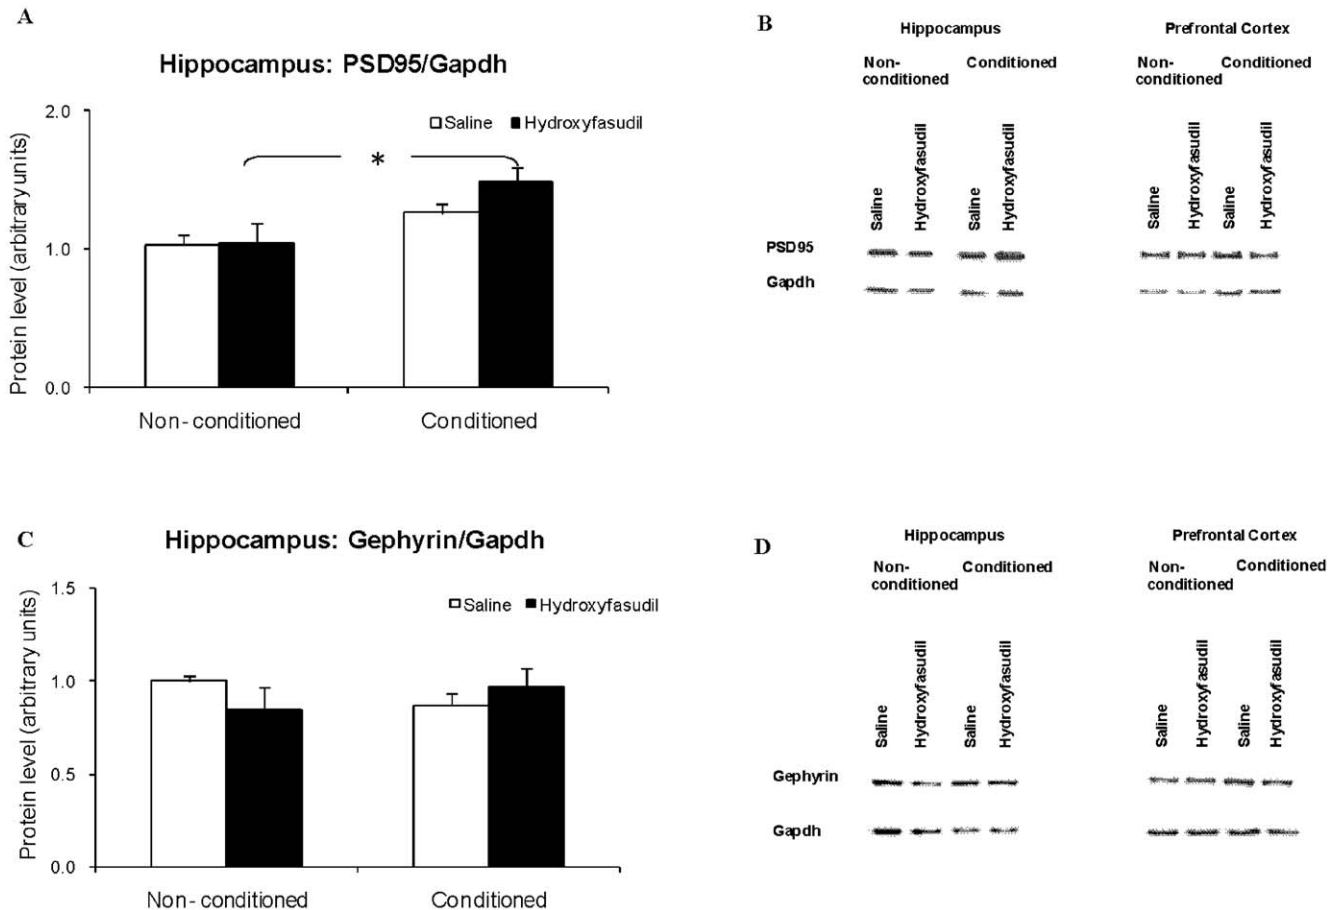 A
Hippocampus: PSD95/Gapdh
Protein level (arbitrary units)
2.0
1.0
0.0
Saline Hydroxyfasudil
*
Non-conditioned Conditioned
B
Hippocampus Prefrontal Cortex
Non-conditioned Conditioned Non-conditioned Conditioned
Saline Hydroxyfasudil Saline Hydroxyfasudil Saline Hydroxyfasudil Saline Hydroxyfasudil
PSD95
Gapdh
C
Hippocampus: Gephyrin/Gapdh
Protein level (arbitrary units)
1.5
1.0
0.5
0.0
Saline Hydroxyfasudil
Non-conditioned Conditioned
D
Hippocampus Prefrontal Cortex
Non-conditioned Conditioned Non-conditioned Conditioned
Saline Hydroxyfasudil Saline Hydroxyfasudil Saline Hydroxyfasudil Saline Hydroxyfasudil
Gephyrin
Gapdh